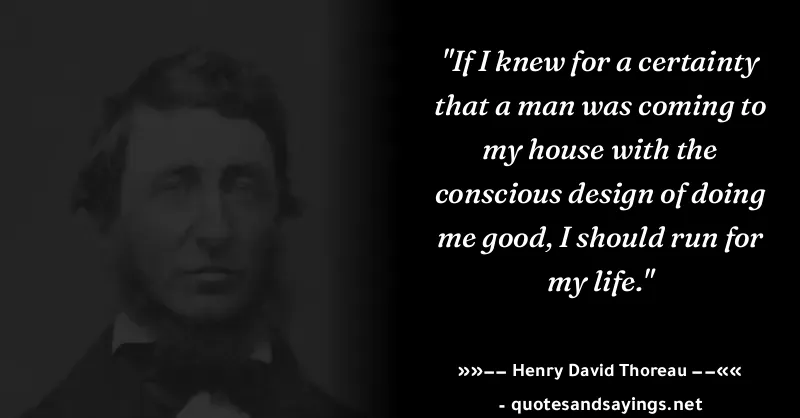 "If I knew for a certainty
that a man was coming to
my house with the
conscious design of doing
me good, I should run for
my life."
»»–– Henry David Thoreau ––««
- quotesandsayings.net